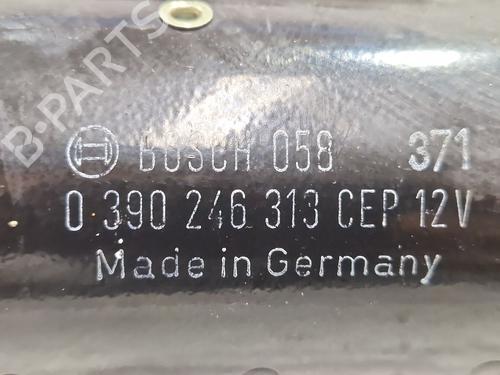 B-PARTS
BOSCH 058 371
0 390 246 313 CEP 12V
Made in Germany